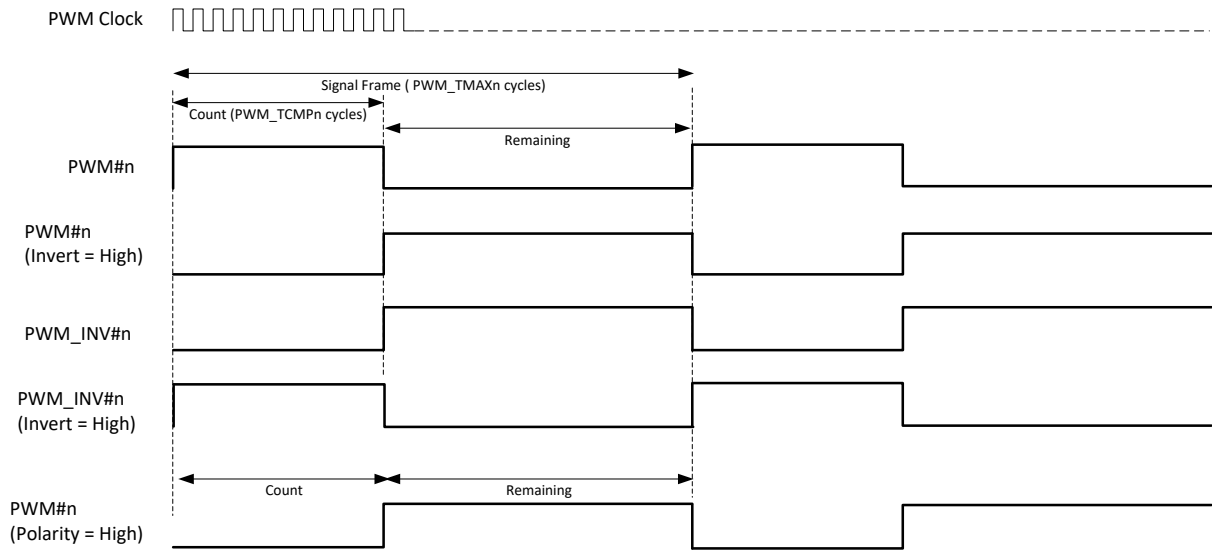 PWM Clock
Signal Frame ( PWM_TMAXn cycles)
Count (PWM_TCMPn cycles)
Remaining
PWM#n
PWM#n
(Invert = High)
PWM_INV#n
PWM_INV#n
(Invert = High)
Count
Remaining
PWM#n
(Polarity = High)